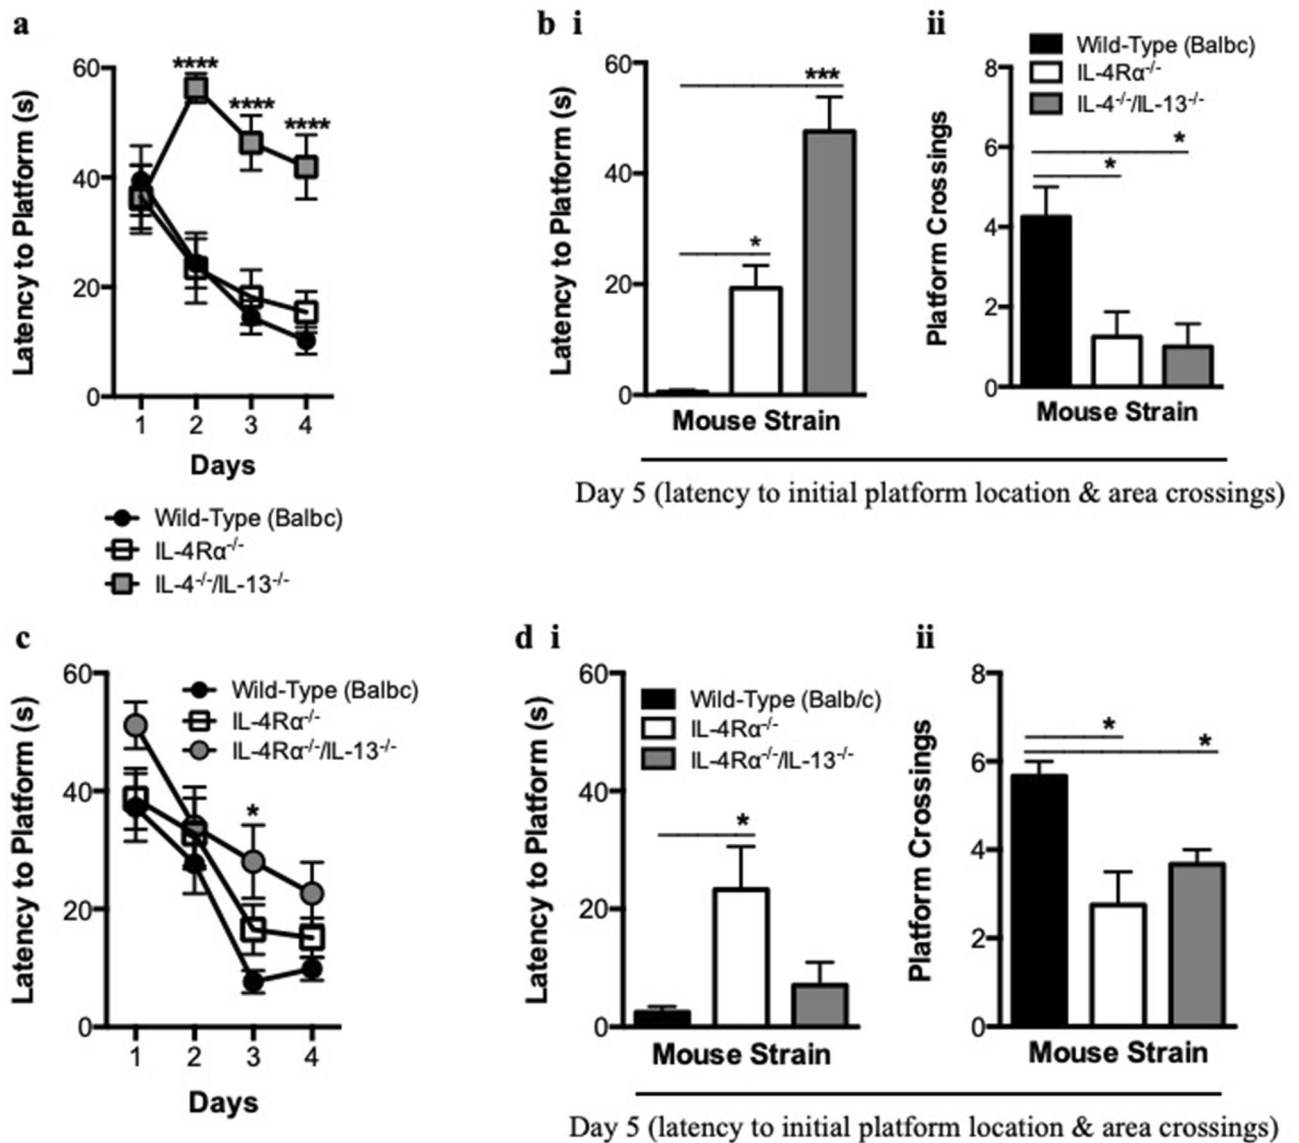 a
Latency to Platform (s)
60
40
20
0
****
****
****
1 2 3 4
Days
Wild-Type (Balbc)
IL-4Rα-/-
IL-4-/-/IL-13-/-
b i
Latency to Platform (s)
60
40
20
0
***
*
Mouse Strain
ii
Wild-Type (Balbc)
IL-4Rα-/-
IL-4-/-/IL-13-/-
Platform Crossings
8
6
4
2
0
*
*
Mouse Strain
Day 5 (latency to initial platform location & area crossings)
c
Latency to Platform (s)
60
40
20
0
Wild-Type (Balbc)
IL-4Rα-/-
IL-4Rα-/-/IL-13-/-
*
1 2 3 4
Days
d i
Latency to Platform (s)
60
40
20
0
Wild-Type (Balb/c)
IL-4Rα-/-
IL-4Rα-/-/IL-13-/-
*
Mouse Strain
ii
Platform Crossings
8
6
4
2
0
*
*
Mouse Strain
Day 5 (latency to initial platform location & area crossings)